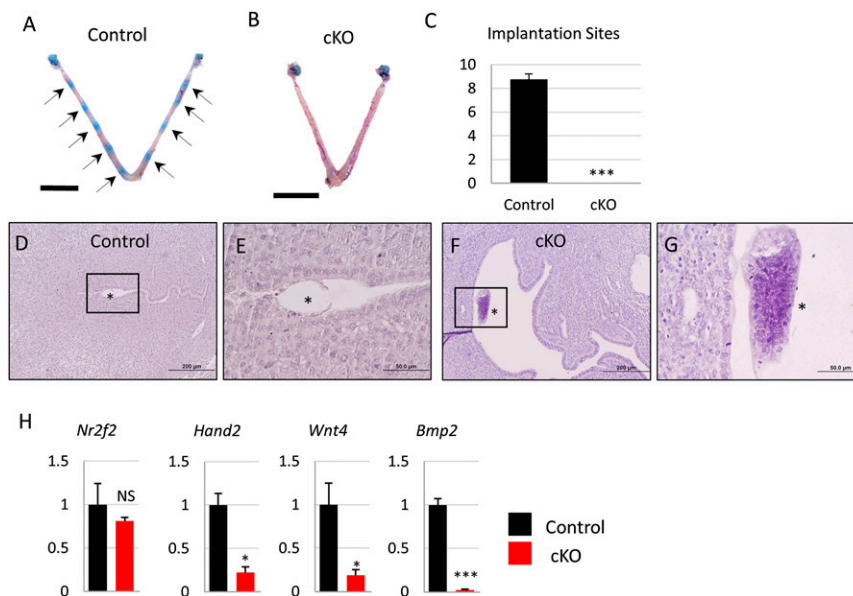 A
Control
B
cKO
C
Implantation Sites
10
8
6
4
2
0
***
Control
cKO
D
Control
*
200 μm
E
*
50.0 μm
F
cKO
*
200 μm
G
*
50.0 μm
H
Nr2f2
1.5
1
0.5
0
NS
Hand2
1.5
1
0.5
0
*
Wnt4
1.5
1
0.5
0
*
Bmp2
1.5
1
0.5
0
***
Control
cKO